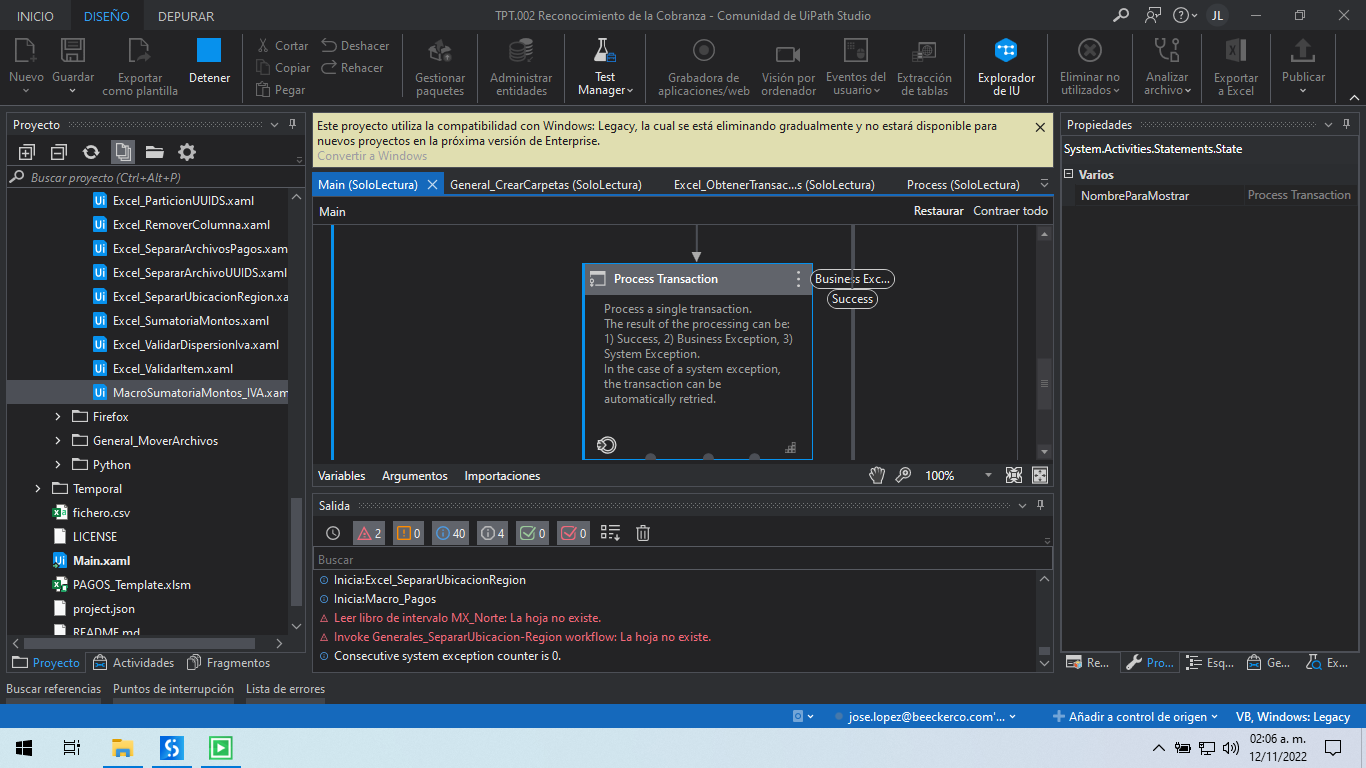 INICIO
DISEÑO
DEPURAR
TPT.002 Reconocimiento de la Cobranza - Comunidad de UiPath Studio
JL
Nuevo
Guardar
Exportar
como plantilla
Detener
Cortar
Copiar
Pegar
Deshacer
Rehacer
Gestionar
paquetes
Administrar
entidades
Test
Manager
Grabadora de
aplicaciones/web
Visión por
ordenador
Eventos del
usuario
Extracción
de tablas
Explorador
de IU
Eliminar no
utilizados
Analizar
archivo
Exportar
a Excel
Publicar
Proyecto
Buscar proyecto (Ctrl+Alt+P)
Excel_ParticionUUIDS.xaml
Excel_RemoverColumna.xaml
Excel_SepararArchivosPagos.xaml
Excel_SepararArchivoUUIDS.xaml
Excel_SepararUbicacionRegion.xa
Excel_SumatoriaMontos.xaml
Excel_ValidarDispersionIva.xaml
Excel_ValidarItem.xaml
MacroSumatoriaMontos_IVA.xam
Firefox
General_MoverArchivos
Python
Temporal
fichero.csv
LICENSE
Main.xaml
PAGOS_Template.xlsm
project.json
README.md
Proyecto
Actividades
Fragmentos
Este proyecto utiliza la compatibilidad con Windows: Legacy, la cual se está eliminando gradualmente y no estará disponible para
nuevos proyectos en la próxima versión de Enterprise.
Convertir a Windows
Main (SoloLectura)
General_CrearCarpetas (SoloLectura)
Excel_ObtenerTransac...s (SoloLectura)
Process (SoloLectura)
Main
Restaurar
Contraer todo
Process Transaction
Business Exc...
Success
Process a single transaction.
The result of the processing can be:
1) Success, 2) Business Exception, 3)
System Exception.
In the case of a system exception,
the transaction can be
automatically retried.
Variables
Argumentos
Importaciones
100%
Salida
2
0
40
4
0
0
Buscar
Inicia:Excel_SepararUbicacionRegion
Inicia:Macro_Pagos
Leer libro de intervalo MX_Norte: La hoja no existe.
Invoke Generales_SepararUbicacion-Region workflow: La hoja no existe.
Consecutive system exception counter is 0.
Propiedades
System.Activities.Statements.State
Varios
NombreParaMostrar
Process Transaction
Re...
Pro...
Esq...
Ge...
Ex...
Buscar referencias
Puntos de interrupción
Lista de errores
jose.lopez@beeckerco.com'...
Añadir a control de origen
VB, Windows: Legacy
02:06 a. m.
12/11/2022